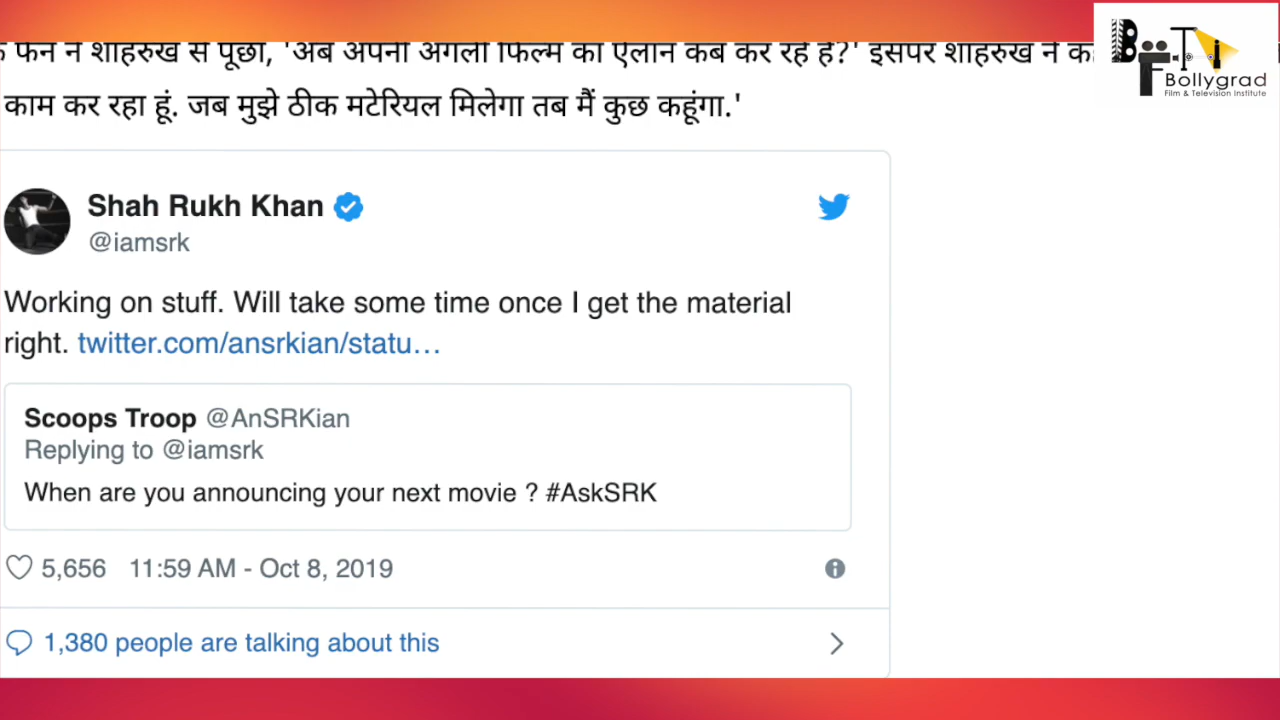 फैन ने शाहरुख से पूछा, 'अब अपनी अगली फिल्म का ऐलान कब कर रहे हैं?' इसपर शाहरुख ने
काम कर रहा हूं. जब मुझे ठीक मटेरियल मिलेगा तब मैं कुछ कहूंगा.'
BFTi
Bollygrad
Film & Television Institute
Shah Rukh Khan
@iamsrk
Working on stuff. Will take some time once I get the material
right. twitter.com/ansrkian/statu…
Scoops Troop @AnSRKian
Replying to @iamsrk
When are you announcing your next movie ? #AskSRK
5,656 11:59 AM - Oct 8, 2019
1,380 people are talking about this